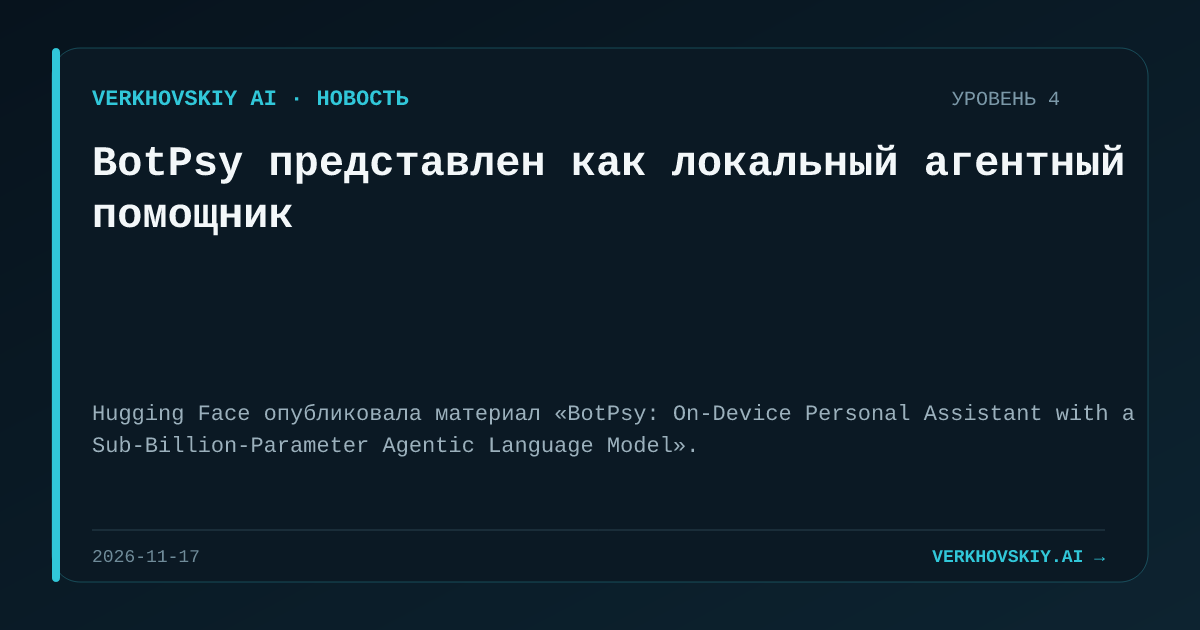 VERKHOVSKIY AI · НОВОСТЬ
УРОВЕНЬ 4
BotPsy представлен как локальный агентный
помощник
Hugging Face опубликовала материал «BotPsy: On-Device Personal Assistant with a
Sub-Billion-Parameter Agentic Language Model».
2026-11-17
VERKHOVSKIY.AI →